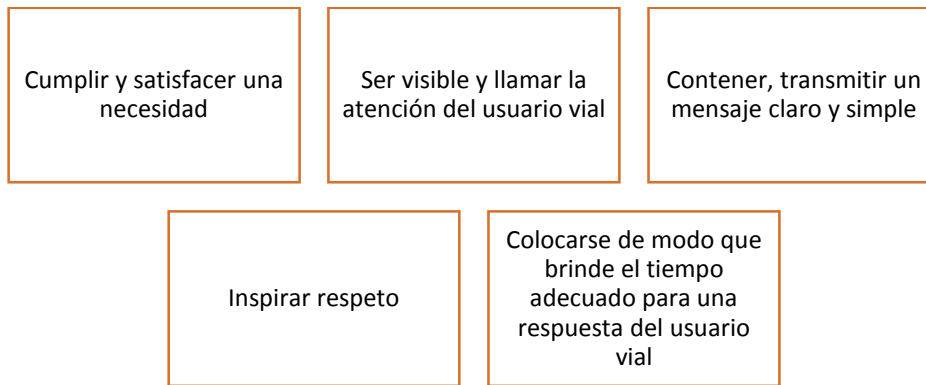 Cumplir y satisfacer una
necesidad
Ser visible y llamar la
atención del usuario vial
Contener, transmitir un
mensaje claro y simple
Inspirar respeto
Colocarse de modo que
brinde el tiempo
adecuado para una
respuesta del usuario
vial